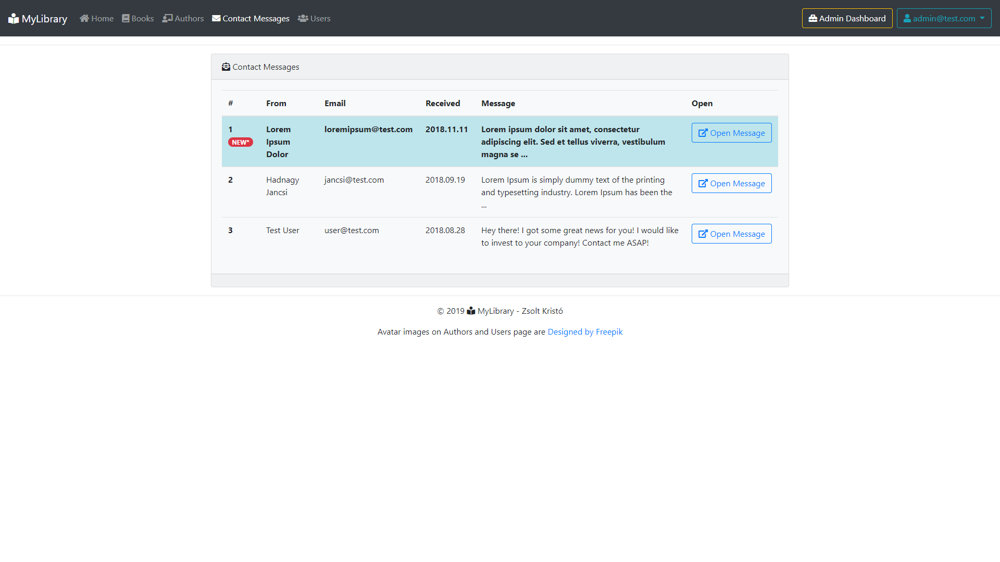 MyLibrary Home Books Authors Contact Messages Users Admin Dashboard admin@test.com
Contact Messages
# From Email Received Message Open
1 Lorem loremipsum@test.com 2018.11.11 Lorem ipsum dolor sit amet, consectetur Open Message
NEW* Ipsum adipiscing elit. Sed et tellus viverra, vestibulum
Dolor magna se ...
2 Hadnagy jancsi@test.com 2018.09.19 Lorem Ipsum is simply dummy text of the printing Open Message
Jancsi and typesetting industry. Lorem Ipsum has been the
...
3 Test User user@test.com 2018.08.28 Hey there! I got some great news for you! I would like Open Message
to invest to your company! Contact me ASAP!
© 2019 MyLibrary - Zsolt Kristó
Avatar images on Authors and Users page are Designed by Freepik